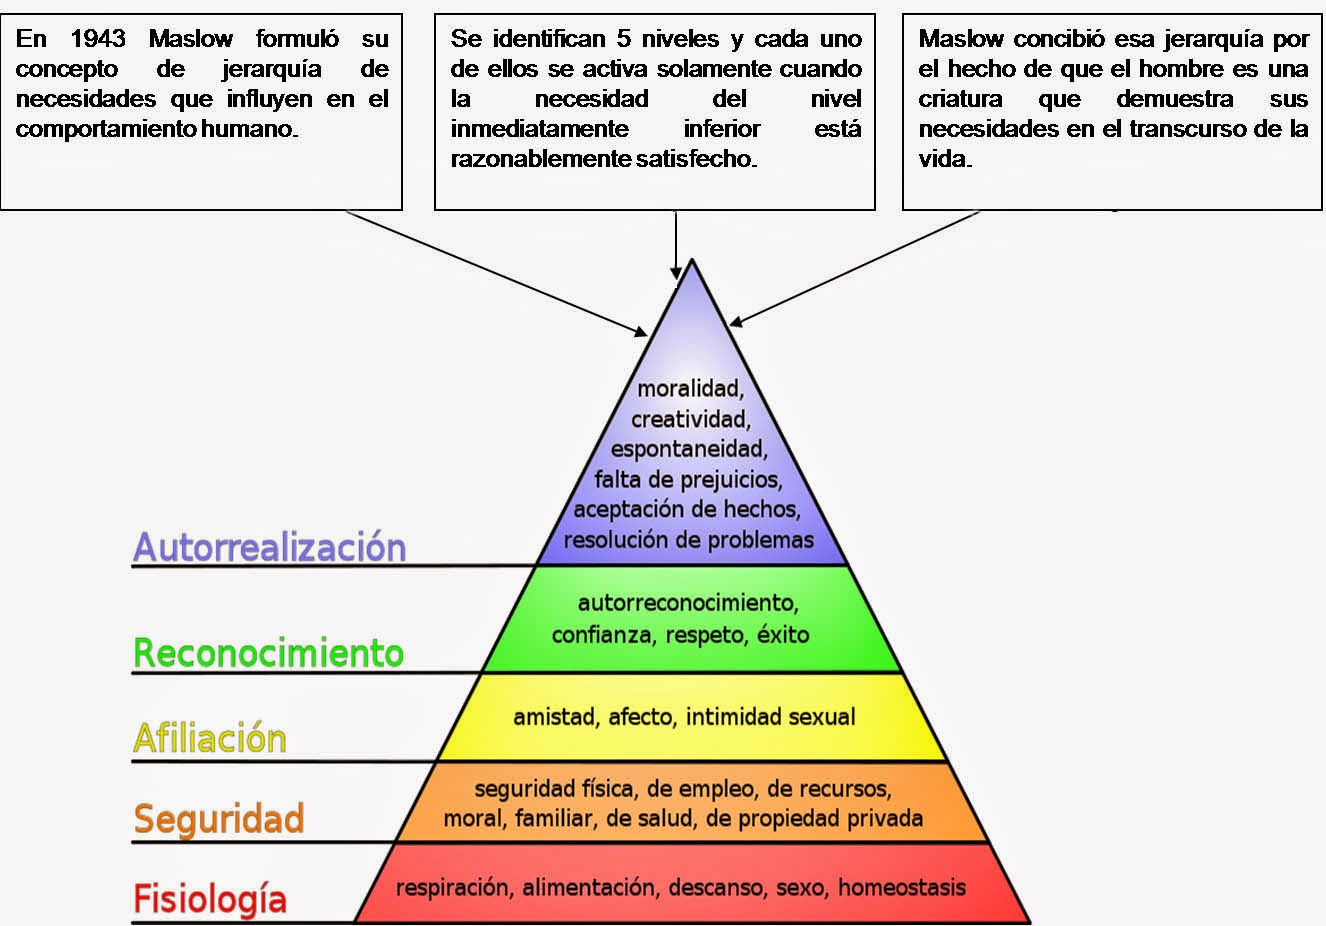 En 1943 Maslow formuló su
concepto de jerarquía de
necesidades que influyen en el
comportamiento humano.
Se identifican 5 niveles y cada uno
de ellos se activa solamente cuando
la necesidad del nivel
inmediatamente inferior está
razonablemente satisfecho.
Maslow concibió esa jerarquía por
el hecho de que el hombre es una
criatura que demuestra sus
necesidades en el transcurso de la
vida.
moralidad,
creatividad,
espontaneidad,
falta de prejuicios,
aceptación de hechos,
resolución de problemas
Autorrealización
autorreconocimiento,
confianza, respeto, éxito
Reconocimiento
amistad, afecto, intimidad sexual
Afiliación
seguridad física, de empleo, de recursos,
moral, familiar, de salud, de propiedad privada
Seguridad
respiración, alimentación, descanso, sexo, homeostasis
Fisiología